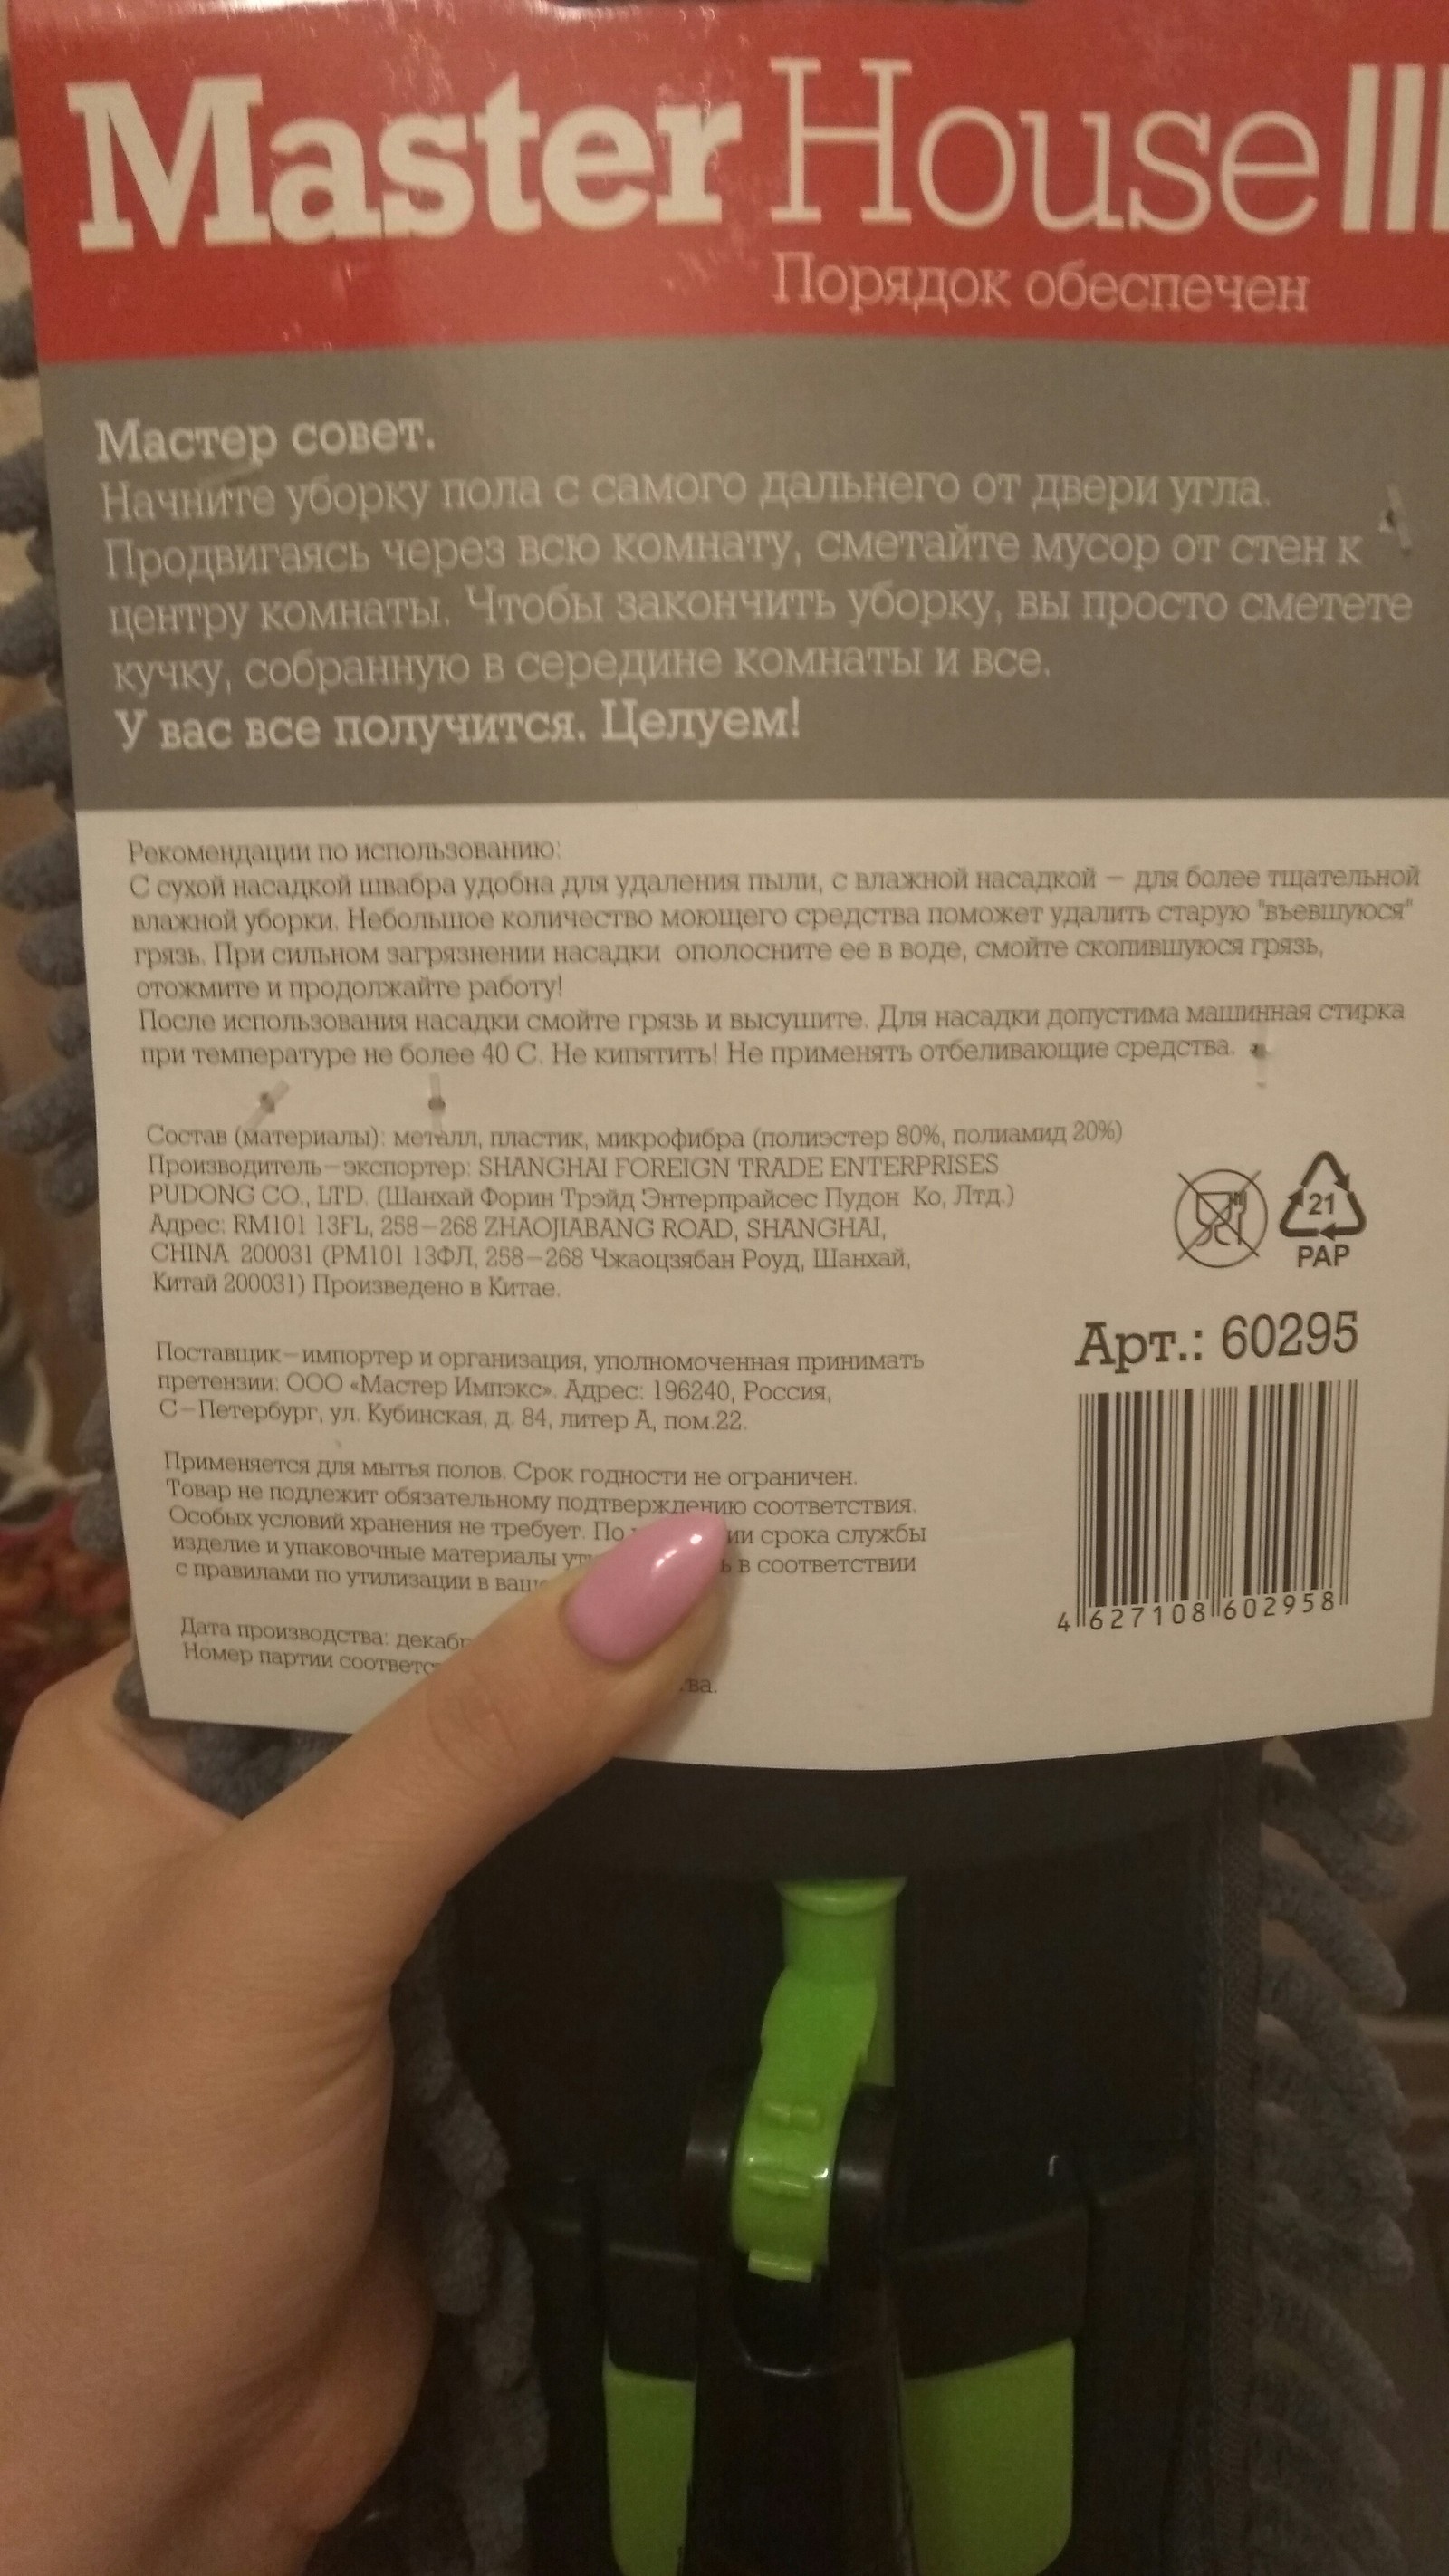 Master House
Порядок обеспечен
Мастер совет.
Начните уборку пола с самого дальнего от двери угла.
Продвигаясь через всю комнату, сметайте мусор от стен к
центру комнаты. Чтобы закончить уборку, вы просто сметете
кучку, собранную в середине комнаты и все.
У вас все получится. Целуем!
Рекомендации по использованию:
С сухой насадкой швабра удобна для удаления пыли, с влажной насадкой – для более тщательной
влажной уборки. Небольшое количество моющего средства поможет удалить старую "въевшуюся"
грязь. При сильном загрязнении насадки ополосните ее в воде, смойте скопившуюся грязь,
отожмите и продолжайте работу!
После использования насадки смойте грязь и высушите. Для насадки допустима машинная стирка
при температуре не более 40 С. Не кипятить! Не применять отбеливающие средства.
Состав (материалы): металл, пластик, микрофибра (полиэстер 80%, полиамид 20%)
Производитель–экспортер: SHANGHAI FOREIGN TRADE ENTERPRISES
PUDONG CO., LTD. (Шанхай Форин Трэйд Энтерпрайсес Пудон Ко, Лтд.)
Адрес: RM101 13FL, 258–268 ZHAOJIABANG ROAD, SHANGHAI,
CHINA 200031 (РМ101 13ФЛ, 258–268 Чжаоцзябан Роуд, Шанхай,
Китай 200031) Произведено в Китае.
21
PAP
Арт.: 60295
Поставщик–импортер и организация, уполномоченная принимать
претензии: ООО «Мастер Импэкс». Адрес: 196240, Россия,
С–Петербург, ул. Кубинская, д. 84, литер А, пом.22.
Применяется для мытья полов. Срок годности не ограничен.
Товар не подлежит обязательному подтверждению соответствия.
Особых условий хранения не требует. По срока службы
изделие и упаковочные материалы в соответствии
с правилами по утилизации в
Дата производства:
Номер партии
4 627108 602958